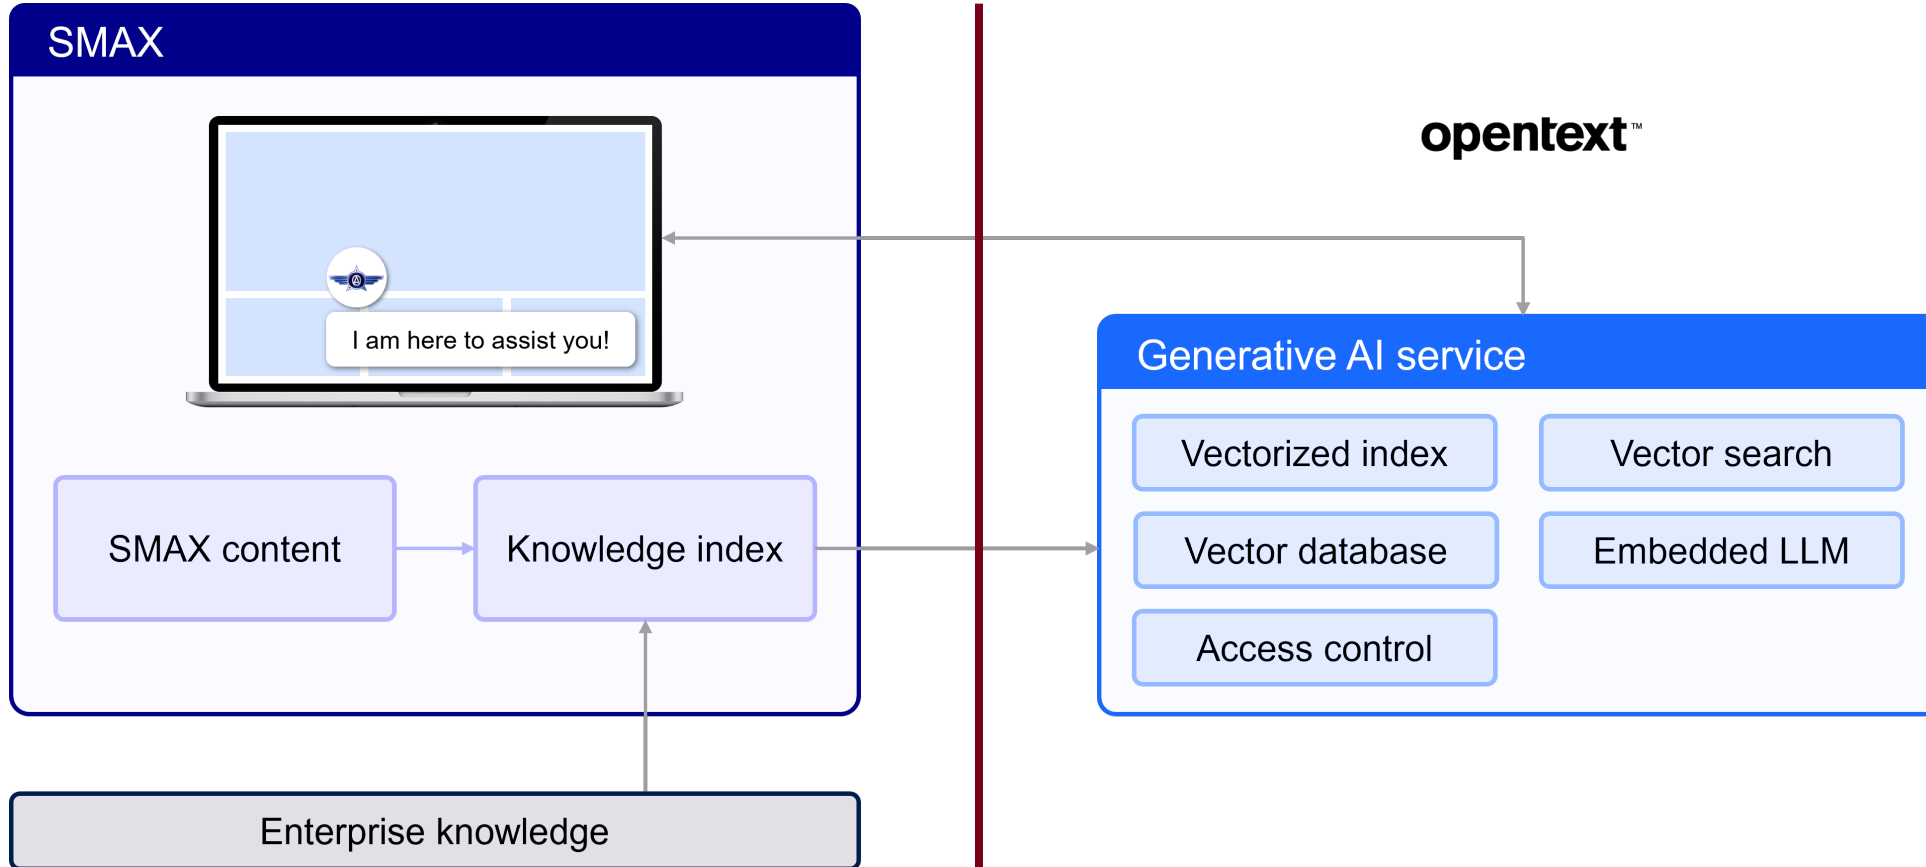 SMAX
opentext™
I am here to assist you!
Generative AI service
Vectorized index
Vector search
SMAX content
Knowledge index
Vector database
Embedded LLM
Access control
Enterprise knowledge